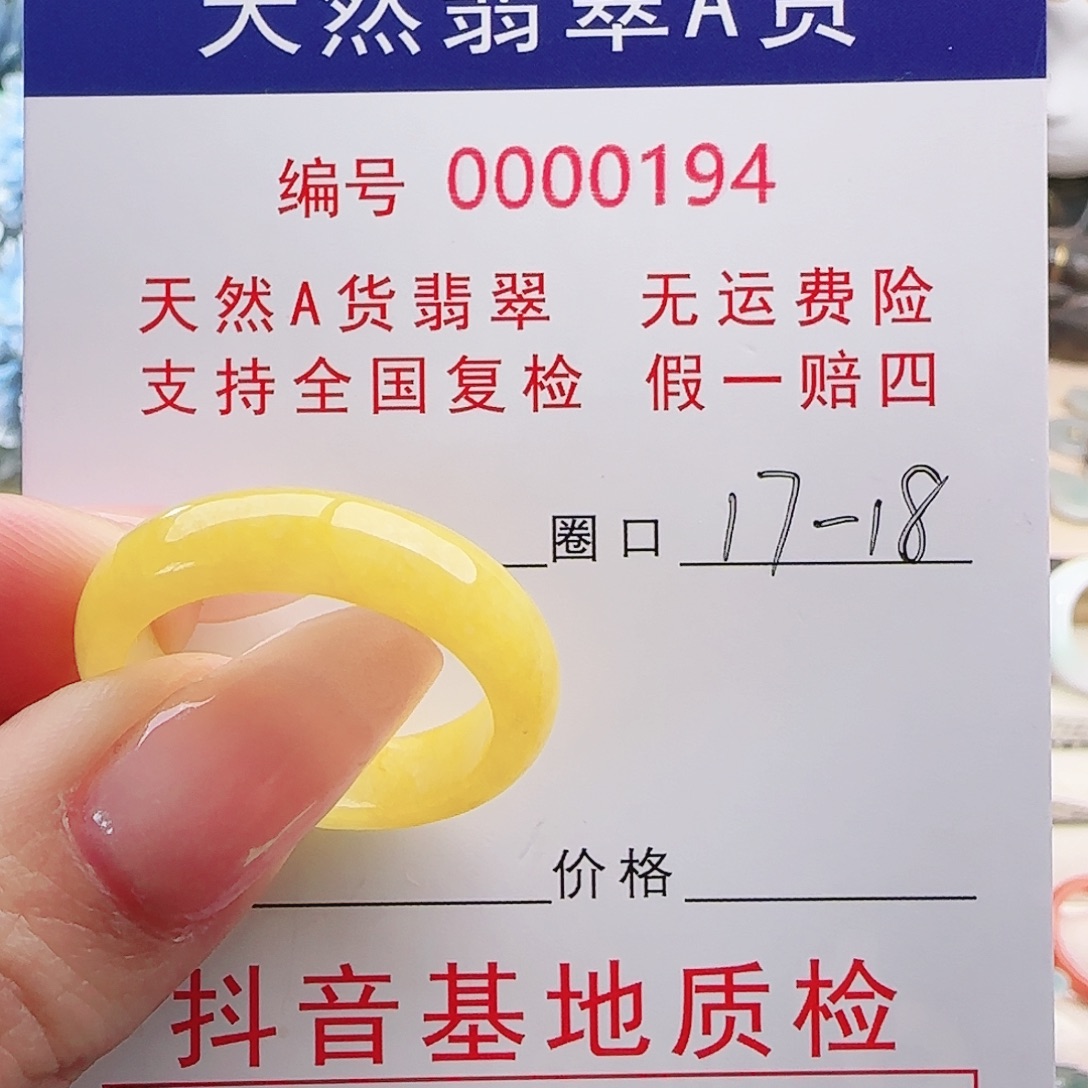 天然翡翠A货
编号 0000194
天然A货翡翠 无运费险
支持全国复检 假一赔四
圈口 17-18
价格
抖音基地质检